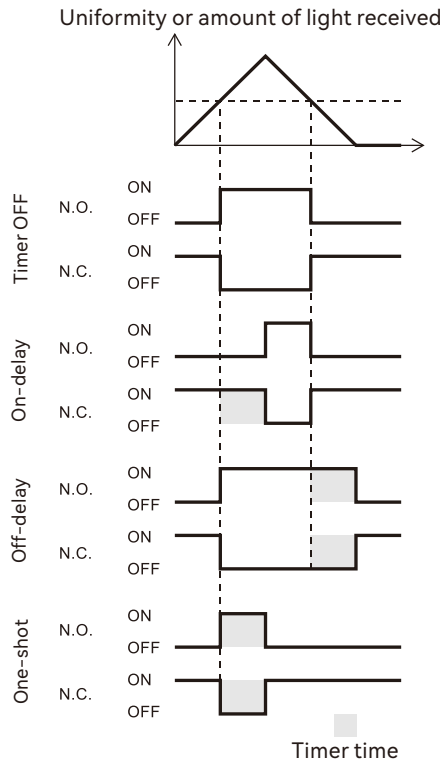 Uniformity or amount of light received
Timer OFF
N.O.
ON
OFF
N.C.
ON
OFF
On-delay
N.O.
ON
OFF
N.C.
ON
OFF
Off-delay
N.O.
ON
OFF
N.C.
ON
OFF
One-shot
N.O.
ON
OFF
N.C.
ON
OFF
Timer time